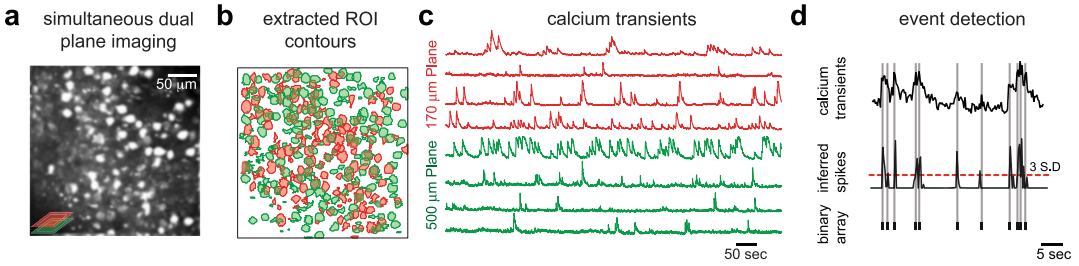 a simultaneous dual
plane imaging
50 μm
b extracted ROI
contours
c calcium transients
170 μm Plane
500 μm Plane
50 sec
d event detection
calcium
transients
inferred
spikes
3 S.D
binary
array
5 sec